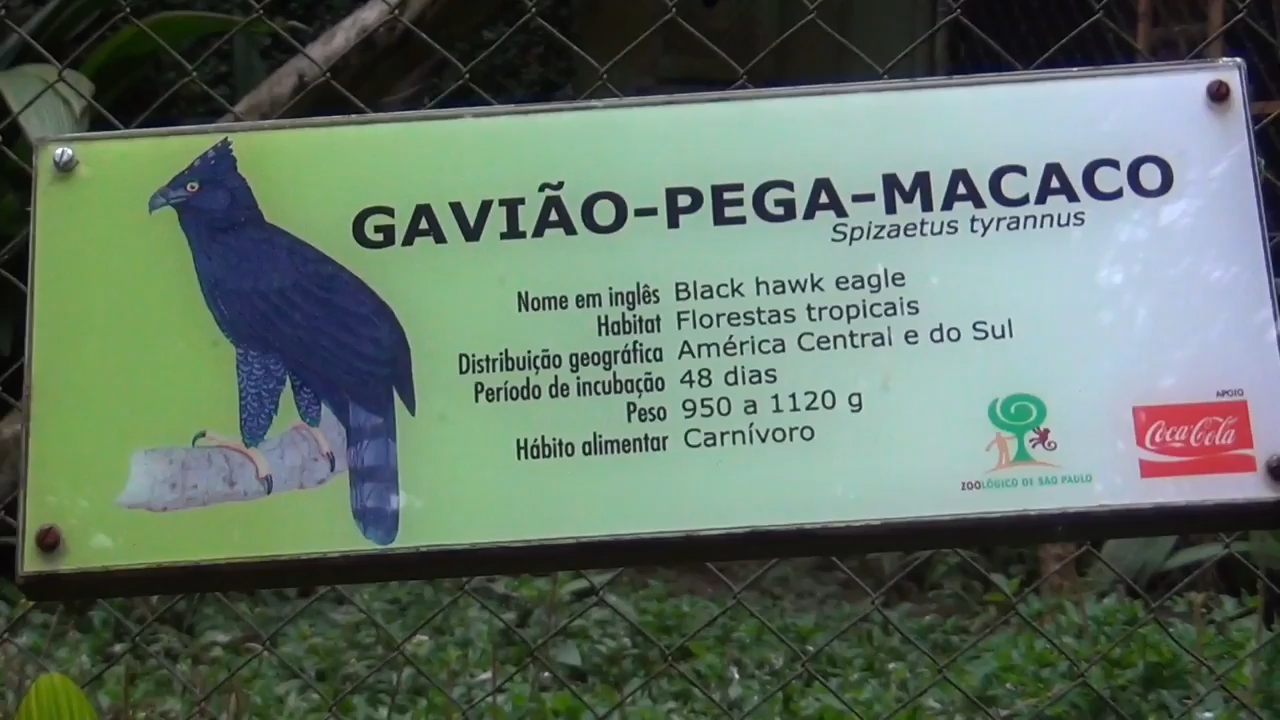 GAVIÃO-PEGA-MACACO
Spizaetus tyrannus
Nome em inglês Black hawk eagle
Habitat Florestas tropicais
Distribuição geográfica América Central e do Sul
Período de incubação 48 dias
Peso 950 a 1120 g
Hábito alimentar Carnívoro
ZOOLÓGICO DE SÃO PAULO
APOIO
Coca-Cola